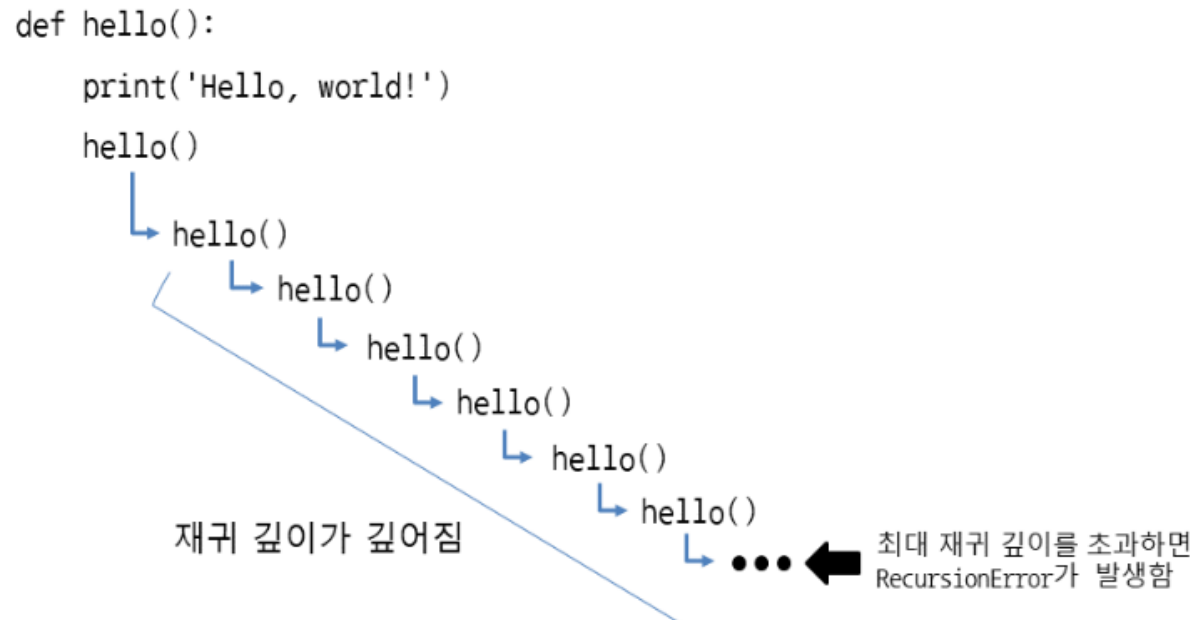 def hello():
print('Hello, world!')
hello()
hello()
hello()
hello()
hello()
hello()
hello()
재귀 깊이가 깊어짐
최대 재귀 깊이를 초과하면
RecursionError가 발생함